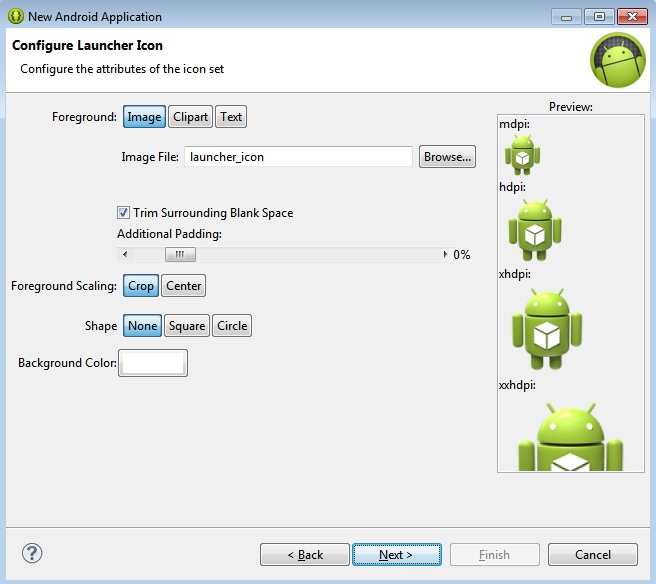 New Android Application
Configure Launcher Icon
Configure the attributes of the icon set
Foreground: Image Clipart Text
Image File: launcher_icon Browse...
Trim Surrounding Blank Space
Additional Padding:
0%
Foreground Scaling: Crop Center
Shape None Square Circle
Background Color:
Preview:
mdpi:
hdpi:
xhdpi:
xxhdpi:
? < Back Next > Finish Cancel